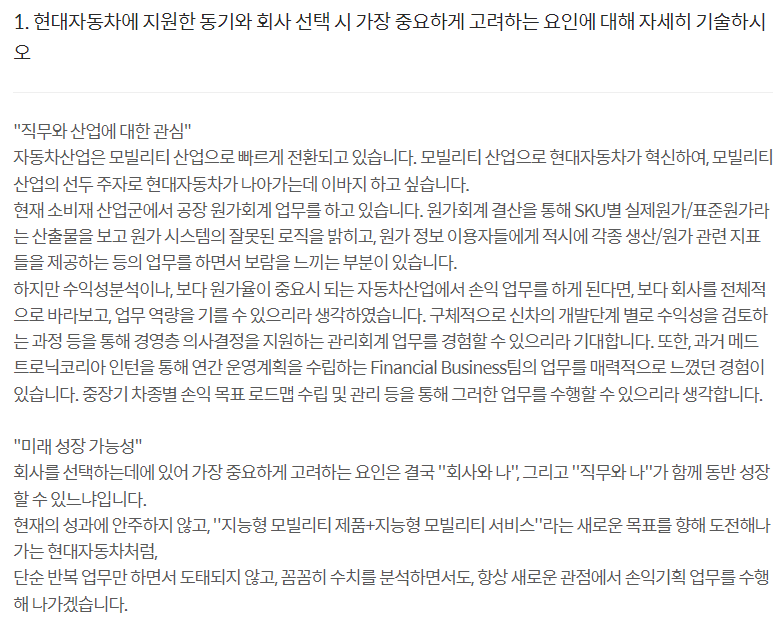 1. 현대자동차에 지원한 동기와 회사 선택 시 가장 중요하게 고려하는 요인에 대해 자세히 기술하시
오
"직무와 산업에 대한 관심"
자동차산업은 모빌리티 산업으로 빠르게 전환되고 있습니다. 모빌리티 산업으로 현대자동차가 혁신하여, 모빌리티
산업의 선두 주자로 현대자동차가 나아가는데 이바지 하고 싶습니다.
현재 소비재 산업군에서 공장 원가회계 업무를 하고 있습니다. 원가회계 결산을 통해 SKU별 실제원가/표준원가라
는 산출물을 보고 원가 시스템의 잘못된 로직을 밝히고, 원가 정보 이용자들에게 적시에 각종 생산/원가 관련 지표
들을 제공하는 등의 업무를 하면서 보람을 느끼는 부분이 있습니다.
하지만 수익성분석이나, 보다 원가율이 중요시 되는 자동차산업에서 손익 업무를 하게 된다면, 보다 회사를 전체적
으로 바라보고, 업무 역량을 기를 수 있으리라 생각하였습니다. 구체적으로 신차의 개발단계 별로 수익성을 검토하
는 과정 등을 통해 경영층 의사결정을 지원하는 관리회계 업무를 경험할 수 있으리라 기대합니다. 또한, 과거 메드
트로닉코리아 인턴을 통해 연간 운영계획을 수립하는 Financial Business팀의 업무를 매력적으로 느꼈던 경험이
있습니다. 중장기 차종별 손익 목표 로드맵 수립 및 관리 등을 통해 그러한 업무를 수행할 수 있으리라 생각합니다.
"미래 성장 가능성"
회사를 선택하는데에 있어 가장 중요하게 고려하는 요인은 결국 "회사와 나", 그리고 "직무와 나"가 함께 동반 성장
할 수 있느냐입니다.
현재의 성과에 안주하지 않고, "지능형 모빌리티 제품+지능형 모빌리티 서비스"라는 새로운 목표를 향해 도전해나
가는 현대자동차처럼,
단순 반복 업무만 하면서 도태되지 않고, 꼼꼼히 수치를 분석하면서도, 항상 새로운 관점에서 손익기획 업무를 수행
해 나가겠습니다.